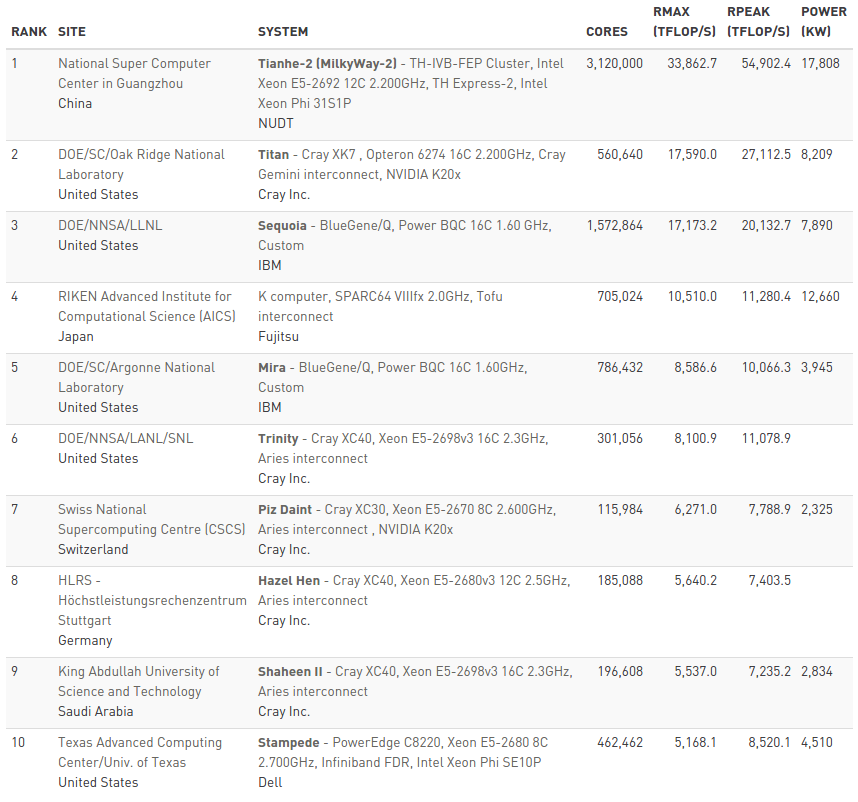 RANK SITE SYSTEM CORES RMAX (TFLOP/S) RPEAK (TFLOP/S) POWER (KW)
1 National Super Computer Center in Guangzhou China Tianhe-2 (MilkyWay-2) - TH-IVB-FEP Cluster, Intel Xeon E5-2692 12C 2.200GHz, TH Express-2, Intel Xeon Phi 31S1P NUDT 3,120,000 33,862.7 54,902.4 17,808
2 DOE/SC/Oak Ridge National Laboratory United States Titan - Cray XK7 , Opteron 6274 16C 2.200GHz, Cray Gemini interconnect, NVIDIA K20x Cray Inc. 560,640 17,590.0 27,112.5 8,209
3 DOE/NNSA/LLNL United States Sequoia - BlueGene/Q, Power BQC 16C 1.60 GHz, Custom IBM 1,572,864 17,173.2 20,132.7 7,890
4 RIKEN Advanced Institute for Computational Science (AICS) Japan K computer, SPARC64 VIIIfx 2.0GHz, Tofu interconnect Fujitsu 705,024 10,510.0 11,280.4 12,660
5 DOE/SC/Argonne National Laboratory United States Mira - BlueGene/Q, Power BQC 16C 1.60GHz, Custom IBM 786,432 8,586.6 10,066.3 3,945
6 DOE/NNSA/LANL/SNL United States Trinity - Cray XC40, Xeon E5-2698v3 16C 2.3GHz, Aries interconnect Cray Inc. 301,056 8,100.9 11,078.9
7 Swiss National Supercomputing Centre (CSCS) Switzerland Piz Daint - Cray XC30, Xeon E5-2670 8C 2.600GHz, Aries interconnect , NVIDIA K20x Cray Inc. 115,984 6,271.0 7,788.9 2,325
8 HLRS - Höchstleistungsrechenzentrum Stuttgart Germany Hazel Hen - Cray XC40, Xeon E5-2680v3 12C 2.5GHz, Aries interconnect Cray Inc. 185,088 5,640.2 7,403.5
9 King Abdullah University of Science and Technology Saudi Arabia Shaheen II - Cray XC40, Xeon E5-2698v3 16C 2.3GHz, Aries interconnect Cray Inc. 196,608 5,537.0 7,235.2 2,834
10 Texas Advanced Computing Center/Univ. of Texas United States Stampede - PowerEdge C8220, Xeon E5-2680 8C 2.700GHz, Infiniband FDR, Intel Xeon Phi SE10P Dell 462,462 5,168.1 8,520.1 4,510